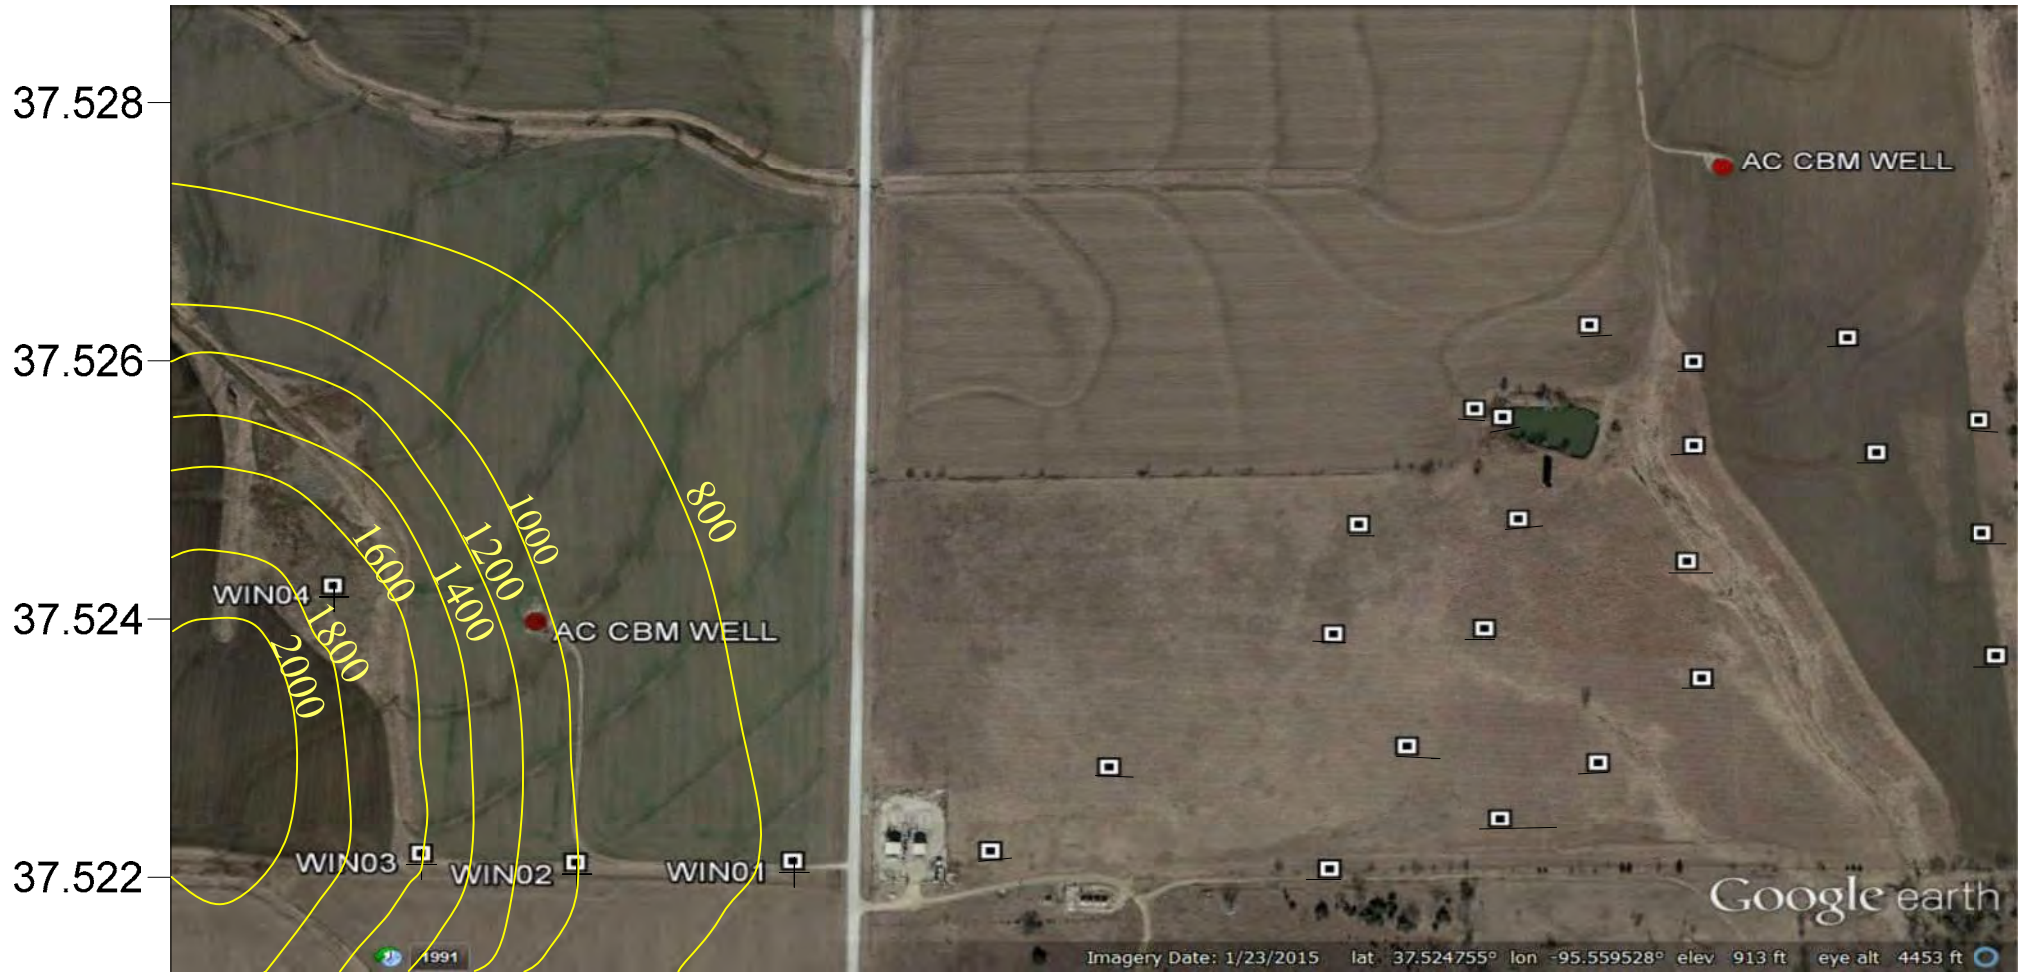 37.528
AC CBM WELL
37.526
800
1000
1200
1600
1400
WIN04
37.524
1800
AC CBM WELL
2000
WIN03
WIN02
WIN01
37.522
Google earth
1991
Imagery Date: 1/23/2015 lat 37.524755° lon -95.559528° elev 913 ft eye alt 4453 ft